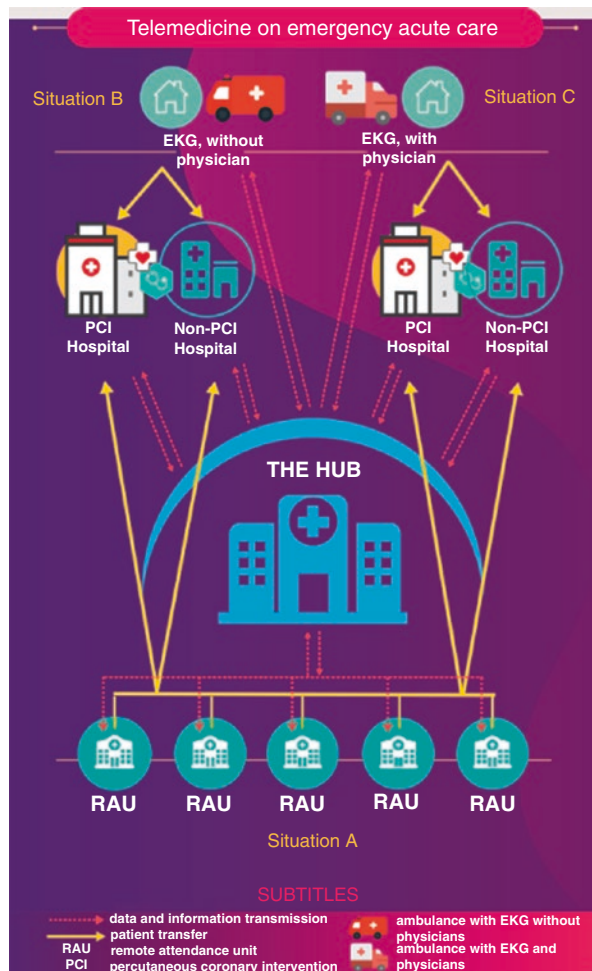 Telemedicine on emergency acute care
Situation B
Situation C
EKG, without
physician
EKG, with
physician
PCI
Hospital
Non-PCI
Hospital
PCI
Hospital
Non-PCI
Hospital
THE HUB
RAU
RAU
RAU
RAU
RAU
Situation A
SUBTITLES
data and information transmission
patient transfer
RAU remote attendance unit
PCI percutaneous coronary intervention
ambulance with EKG without
physicians
ambulance with EKG and
physicians